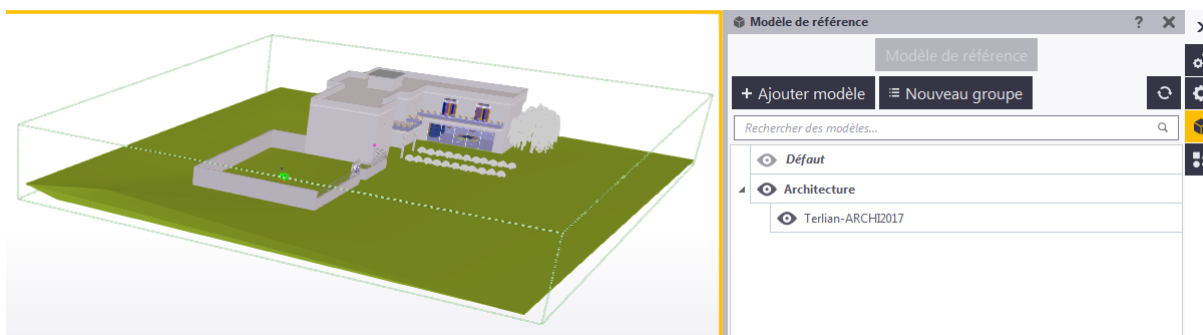 Modèle de référence
Modèle de référence
+ Ajouter modèle
Nouveau groupe
Rechercher des modèles...
Défaut
Architecture
Terlian-ARCHI2017